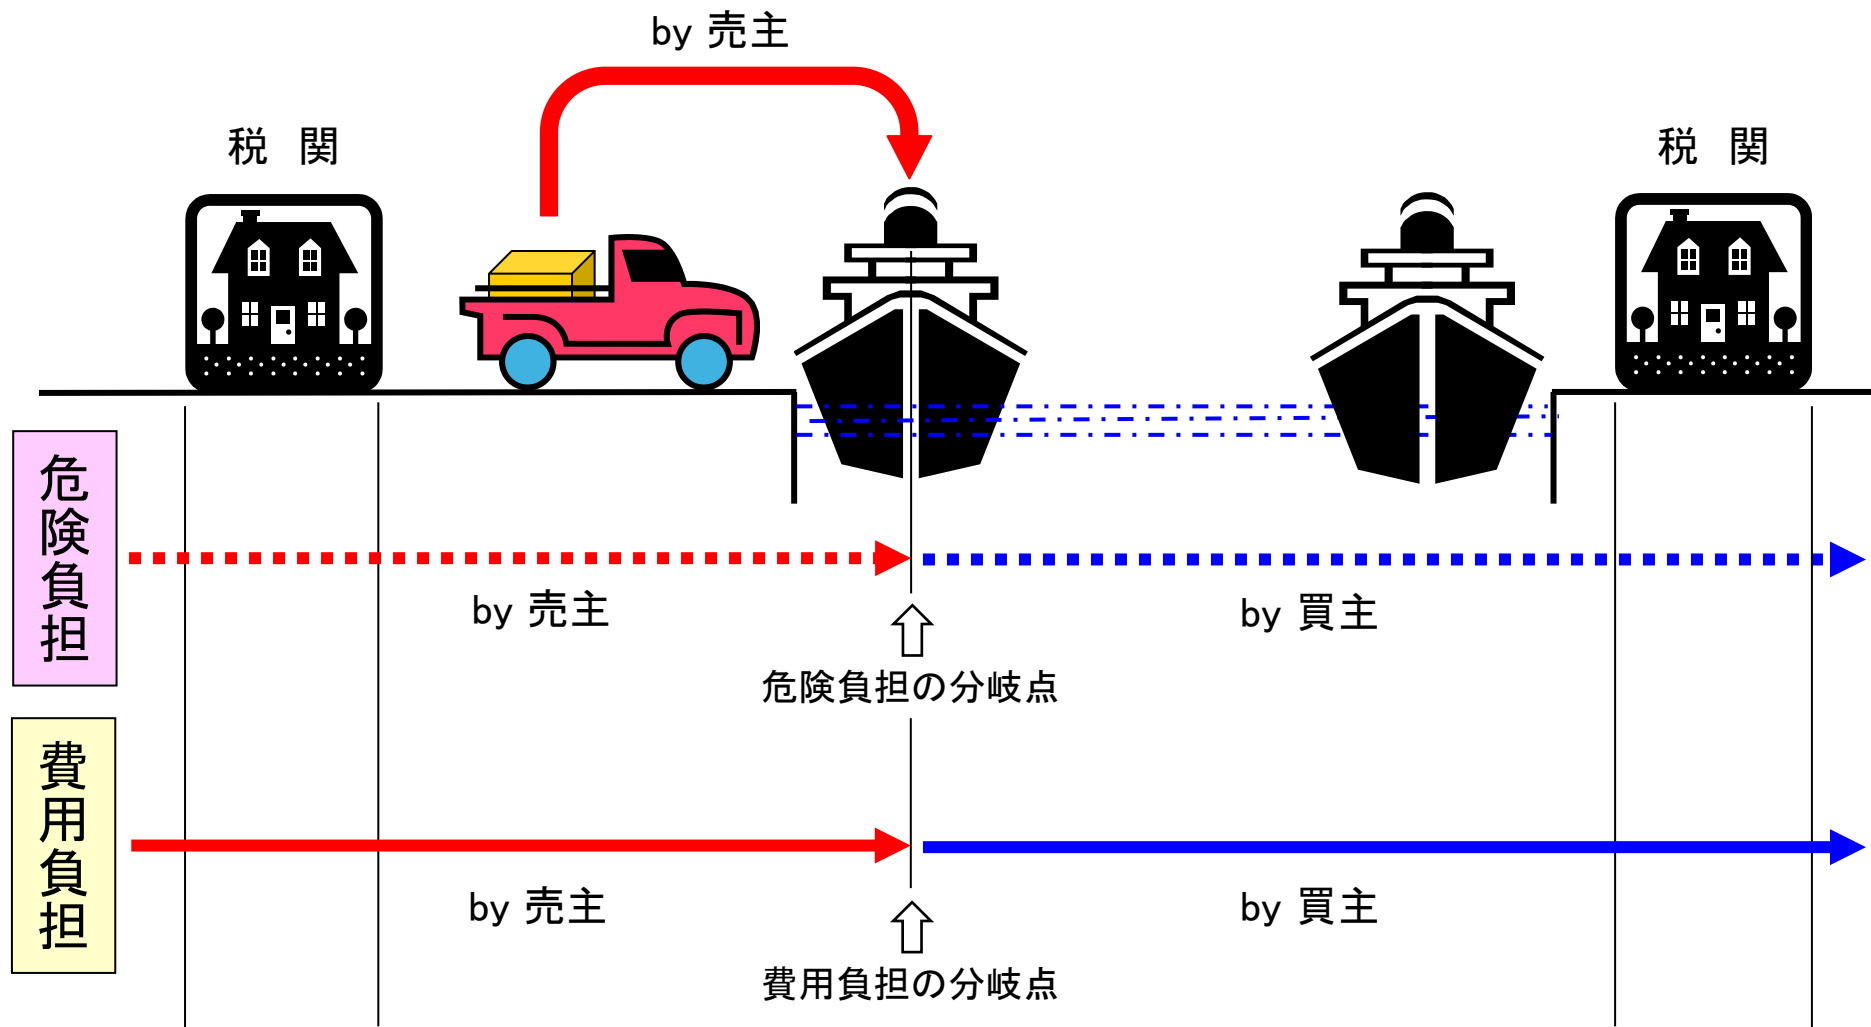 by 売主
税 関
税 関
危険負担
by 売主
by 買主
危険負担の分岐点
費用負担
by 売主
by 買主
費用負担の分岐点